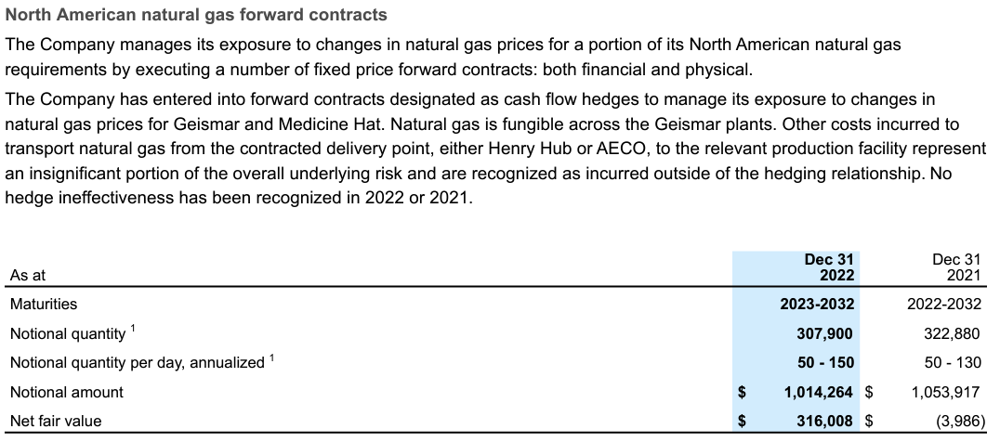 North American natural gas forward contracts
The Company manages its exposure to changes in natural gas prices for a portion of its North American natural gas
requirements by executing a number of fixed price forward contracts: both financial and physical.
The Company has entered into forward contracts designated as cash flow hedges to manage its exposure to changes in
natural gas prices for Geismar and Medicine Hat. Natural gas is fungible across the Geismar plants. Other costs incurred to
transport natural gas from the contracted delivery point, either Henry Hub or AECO, to the relevant production facility represent
an insignificant portion of the overall underlying risk and are recognized as incurred outside of the hedging relationship. No
hedge ineffectiveness has been recognized in 2022 or 2021.
Dec 31 Dec 31
As at 2022 2021
Maturities 2023-2032 2022-2032
Notional quantity 1 307,900 322,880
Notional quantity per day, annualized 1 50 - 150 50 - 130
Notional amount $ 1,014,264 $ 1,053,917
Net fair value $ 316,008 $ (3,986)